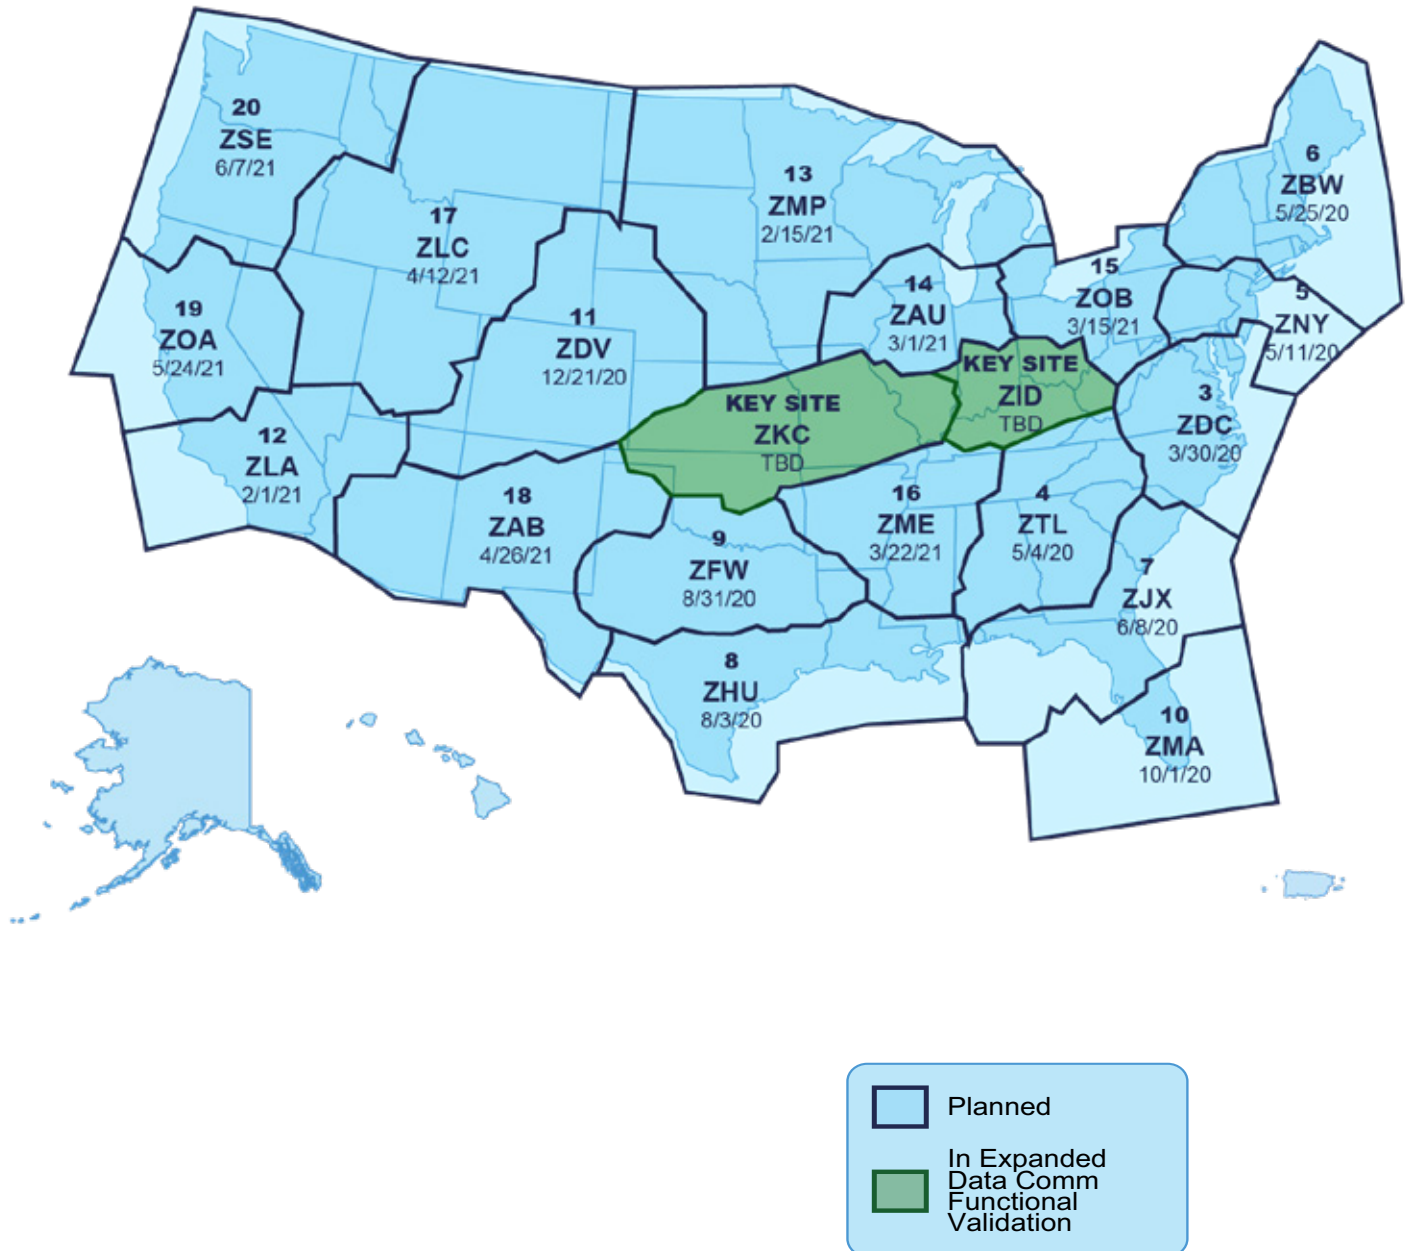 20
ZSE
6/7/21
17
ZLC
4/12/21
13
ZMP
2/15/21
6
ZBW
5/25/20
19
ZOA
5/24/21
11
ZDV
12/21/20
14
ZAU
3/1/21
15
ZOB
3/15/21
5
ZNY
5/11/20
KEY SITE
ZKC
TBD
KEY SITE
ZID
TBD
3
ZDC
3/30/20
12
ZLA
2/1/21
18
ZAB
4/26/21
9
ZFW
8/31/20
16
ZME
3/22/21
4
ZTL
5/4/20
7
ZJX
6/8/20
8
ZHU
8/3/20
10
ZMA
10/1/20
Planned
In Expanded
Data Comm
Functional
Validation